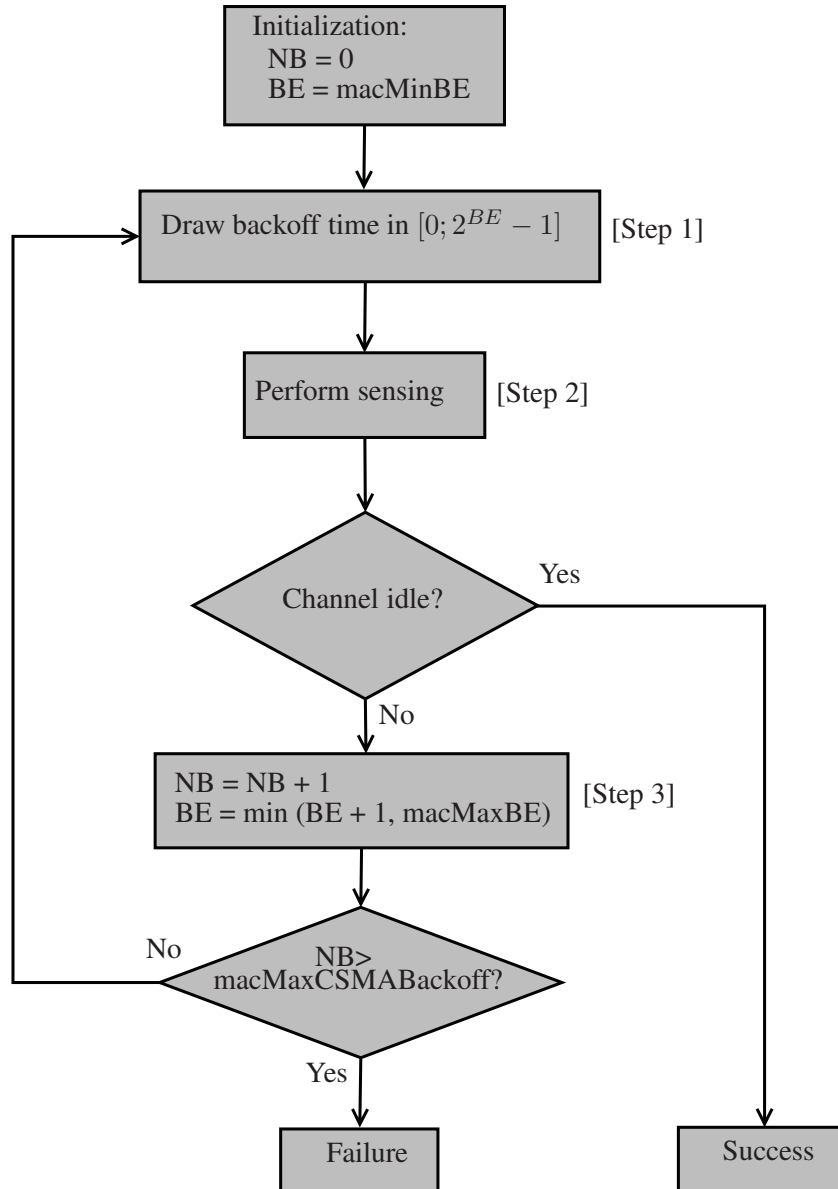 Initialization:
NB = 0
BE = macMinBE
Draw backoff time in $[0; 2^{BE} - 1]$
[Step 1]
Perform sensing
[Step 2]
Channel idle?
Yes
No
NB = NB + 1
BE = min (BE + 1, macMaxBE)
[Step 3]
No
NB>
macMaxCSMABackoff?
Yes
Failure
Success